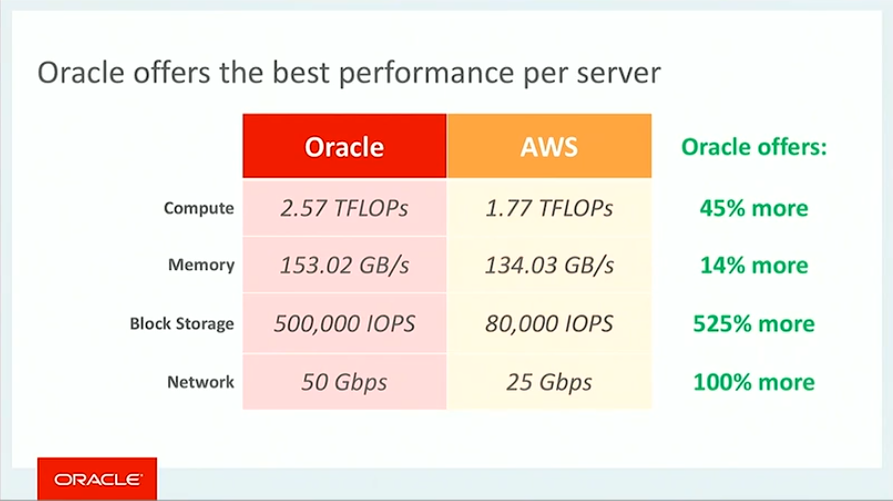 Oracle offers the best performance per server
Oracle AWS Oracle offers:
Compute 2.57 TFLOPs 1.77 TFLOPs 45% more
Memory 153.02 GB/s 134.03 GB/s 14% more
Block Storage 500,000 IOPS 80,000 IOPS 525% more
Network 50 Gbps 25 Gbps 100% more
ORACLE